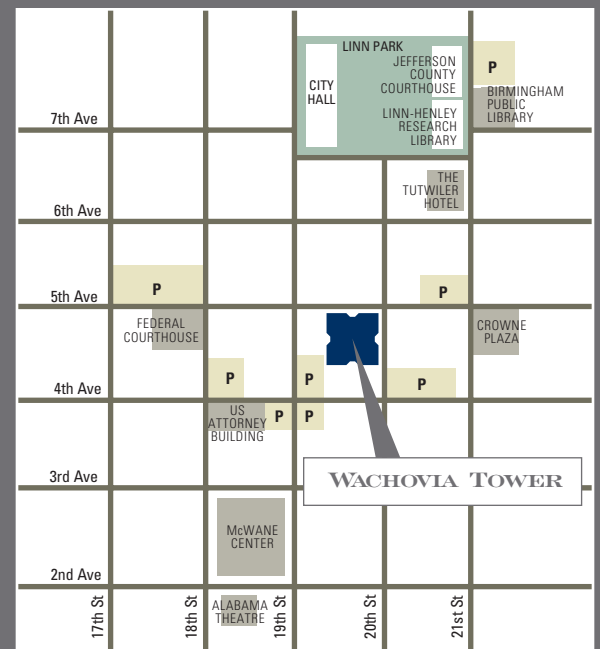 LINN PARK
CITY
HALL
JEFFERSON
COUNTY
COURTHOUSE
P
BIRMINGHAM
PUBLIC
LIBRARY
LINN-HENLEY
RESEARCH
LIBRARY
7th Ave
THE
TUTWILER
HOTEL
6th Ave
P
P
5th Ave
FEDERAL
COURTHOUSE
CROWNE
PLAZA
P
P
P
4th Ave
US
ATTORNEY
BUILDING
P
P
WACHOVIA TOWER
3rd Ave
McWANE
CENTER
2nd Ave
ALABAMA
THEATRE
17th St
18th St
19th St
20th St
21st St